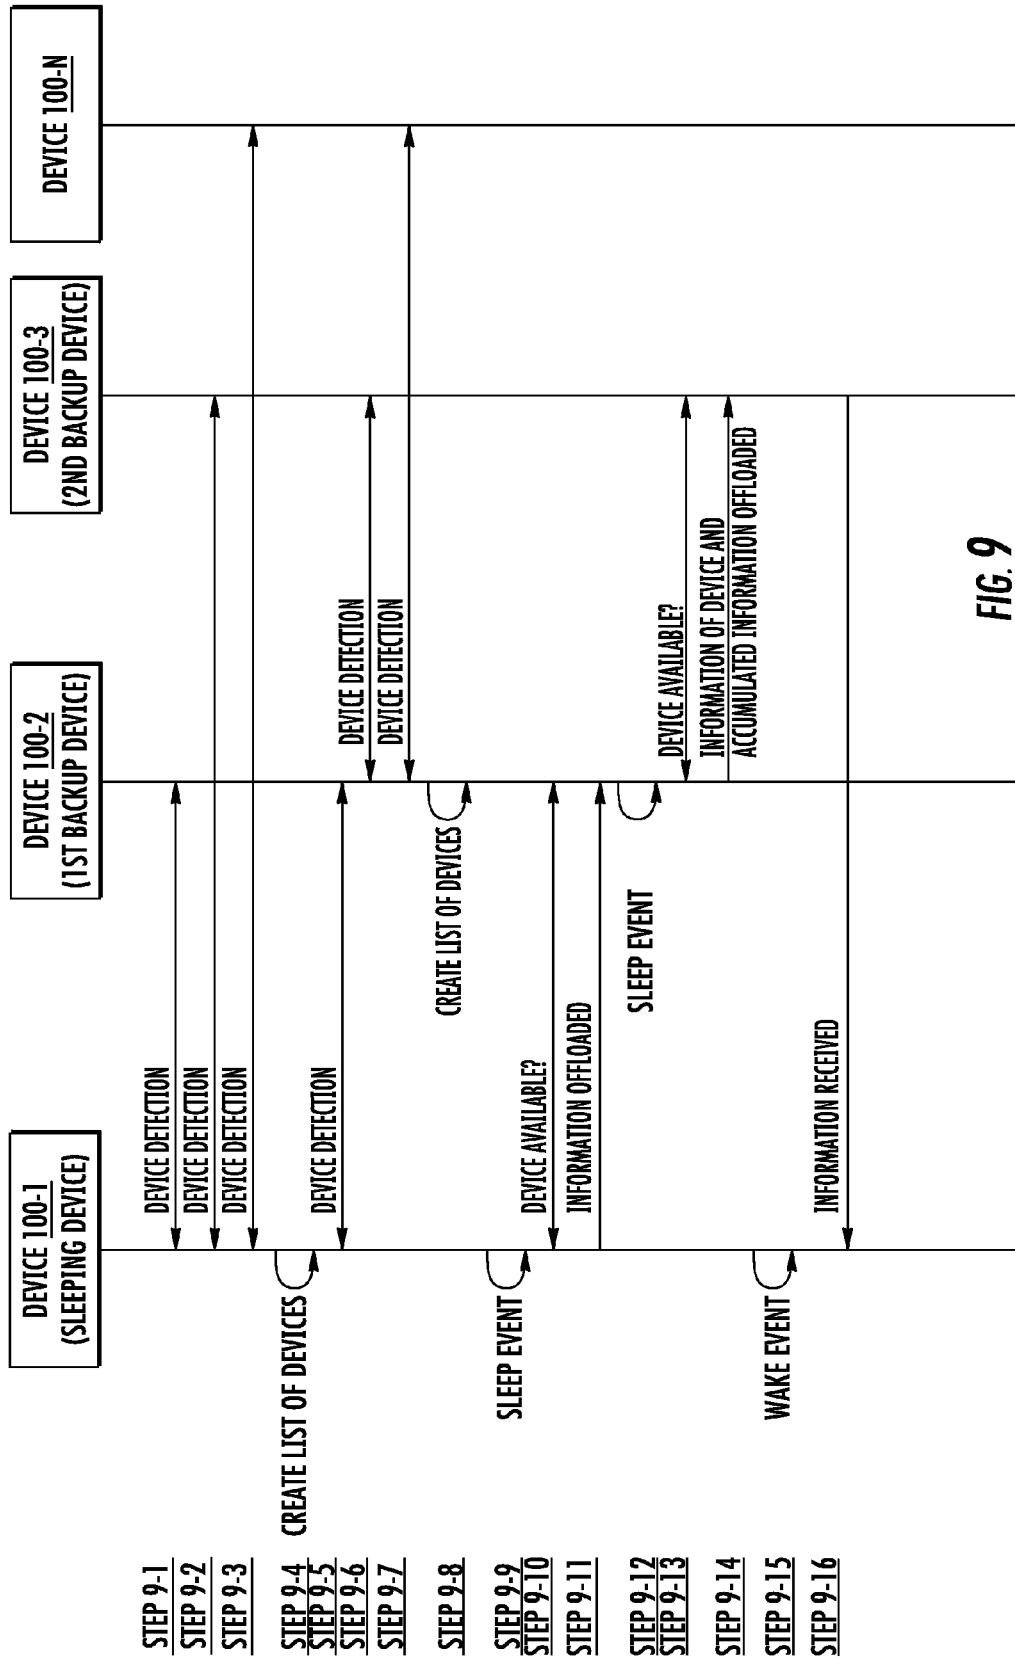 DEVICE 100-1
(SLEEPING DEVICE)
DEVICE 100-2
(1ST BACKUP DEVICE)
DEVICE 100-3
(2ND BACKUP DEVICE)
DEVICE 100-N
STEP 9-1
DEVICE DETECTION
STEP 9-2
DEVICE DETECTION
STEP 9-3
DEVICE DETECTION
STEP 9-4
CREATE LIST OF DEVICES
STEP 9-5
DEVICE DETECTION
STEP 9-6
DEVICE DETECTION
STEP 9-7
DEVICE DETECTION
STEP 9-8
CREATE LIST OF DEVICES
STEP 9-9
SLEEP EVENT
STEP 9-10
DEVICE AVAILABLE?
STEP 9-11
INFORMATION OFFLOADED
STEP 9-12
SLEEP EVENT
STEP 9-13
DEVICE AVAILABLE?
STEP 9-14
INFORMATION OF DEVICE AND
ACCUMULATED INFORMATION OFFLOADED
STEP 9-15
WAKE EVENT
STEP 9-16
INFORMATION RECEIVED
FIG. 9